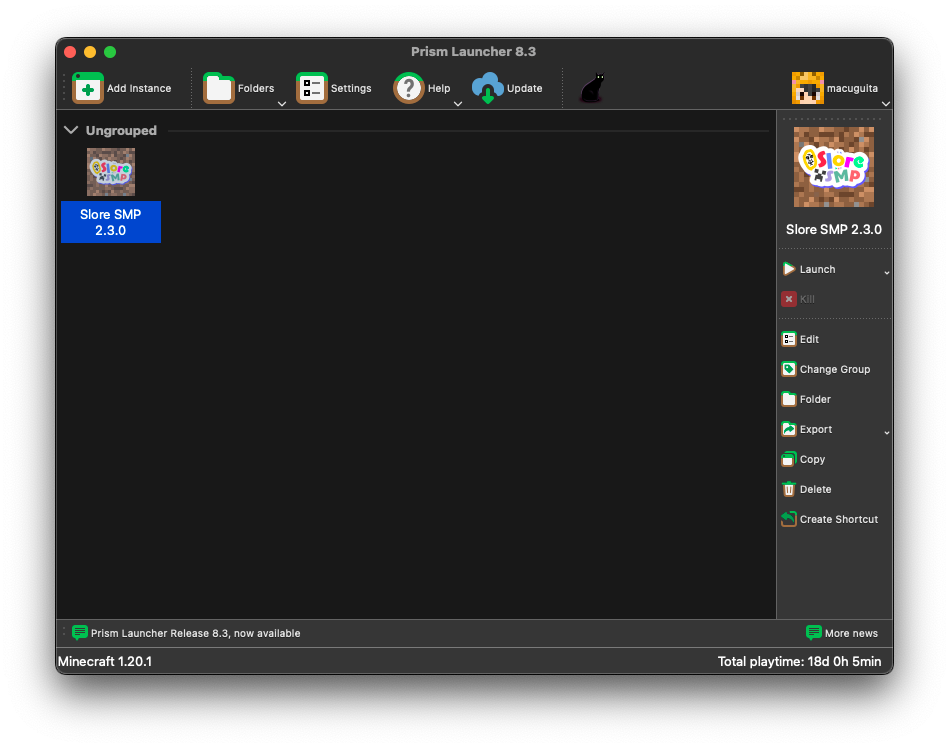 Prism Launcher 8.3
Add Instance
Folders
Settings
Help
Update
macuguita
Ungrouped
Slore
SMP
Slore SMP
2.3.0
Slore
SMP
Slore SMP 2.3.0
Launch
Kill
Edit
Change Group
Folder
Export
Copy
Delete
Create Shortcut
Prism Launcher Release 8.3, now available
More news
Minecraft 1.20.1
Total playtime: 18d 0h 5min